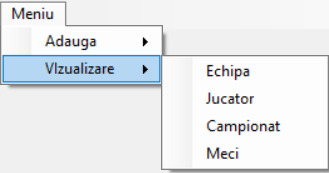 Meniu
Adauga
VIzualizare
Echipa
Jucator
Campionat
Meci